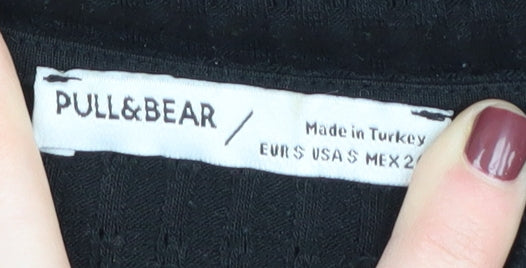 PULL&BEAR /
Made in Turkey
EUR S USA S MEX